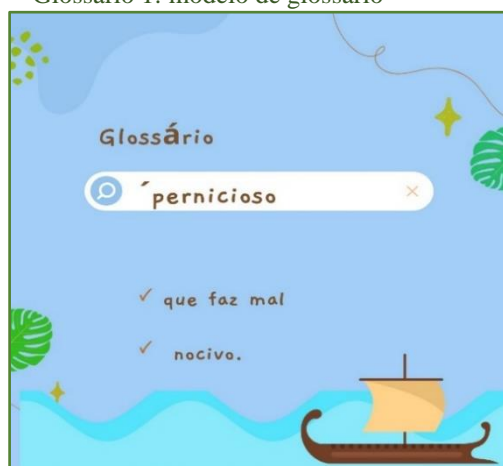 Glossário 1: modelo de glossário
Glossário
´pernicioso
que faz mal
nocivo.